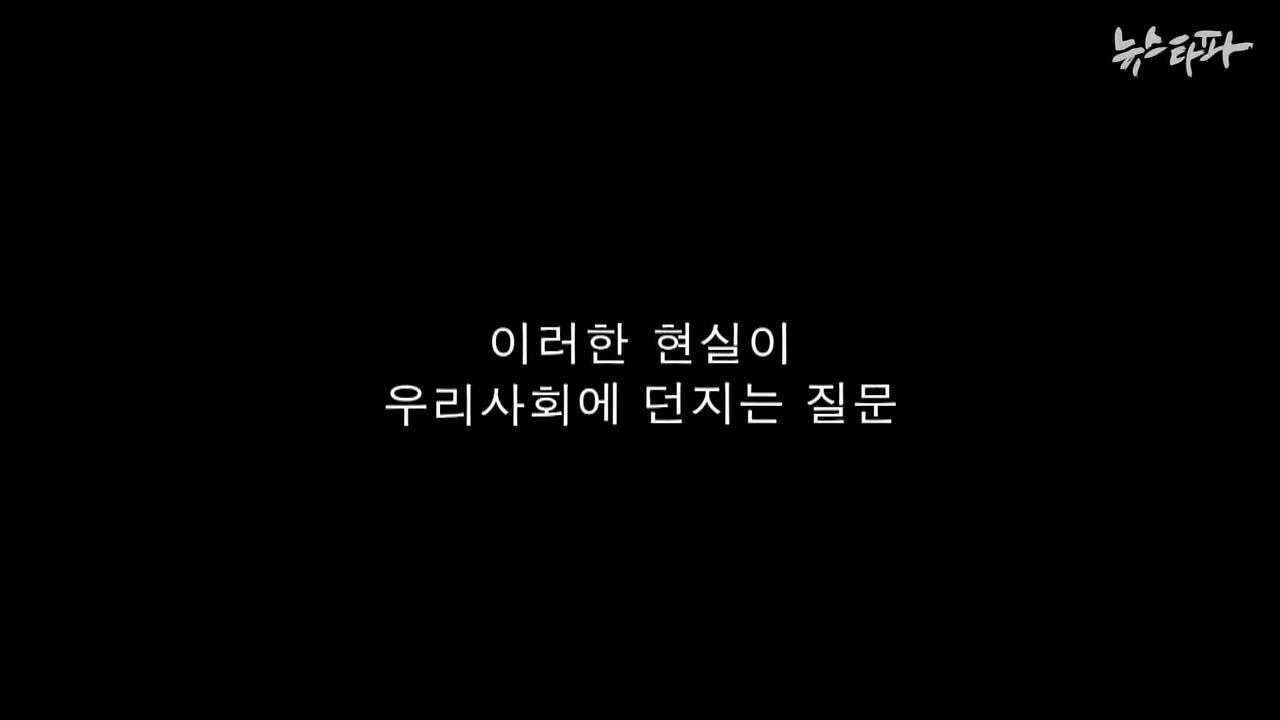 뉴스타파
이러한 현실이
우리사회에 던지는 질문